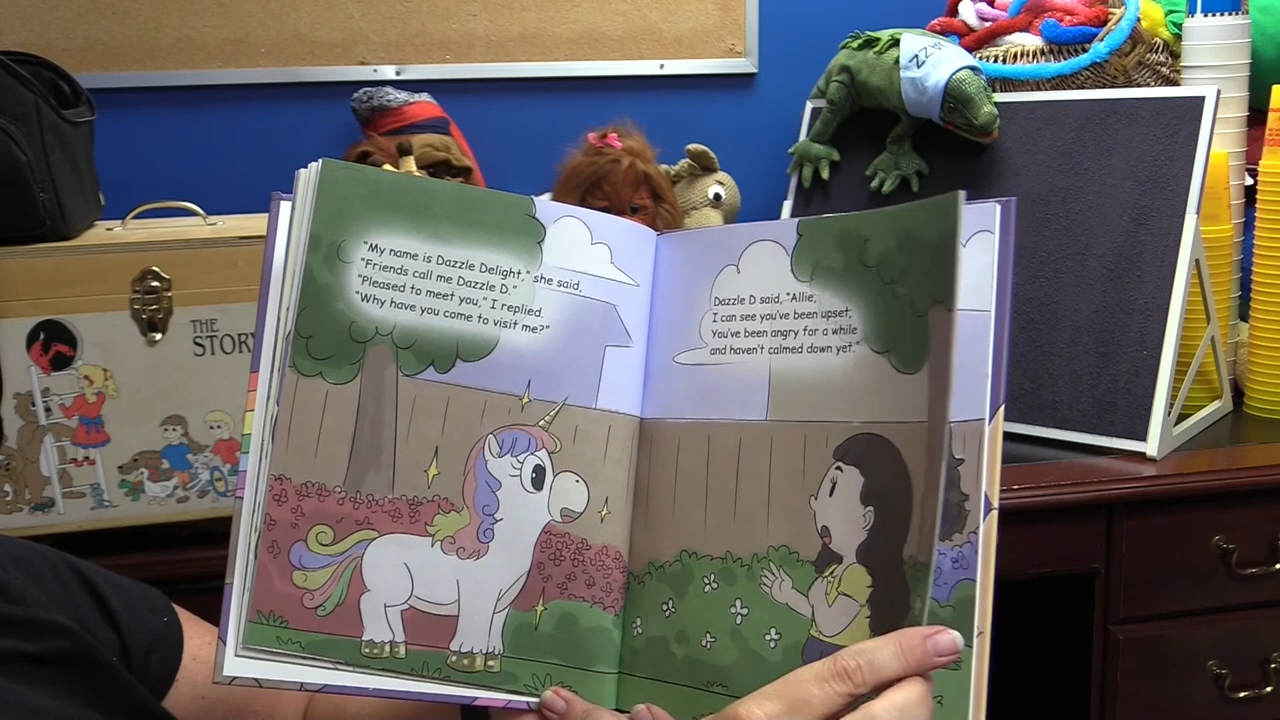 "My name is Dazzle Delight," she said.
"Friends call me Dazzle D."
"Pleased to meet you," I replied.
"Why have you come to visit me?"
Dazzle D said, "Allie,
I can see you've been upset,
You've been angry for a while
and haven't calmed down yet."
JAZZ
THE
STORY